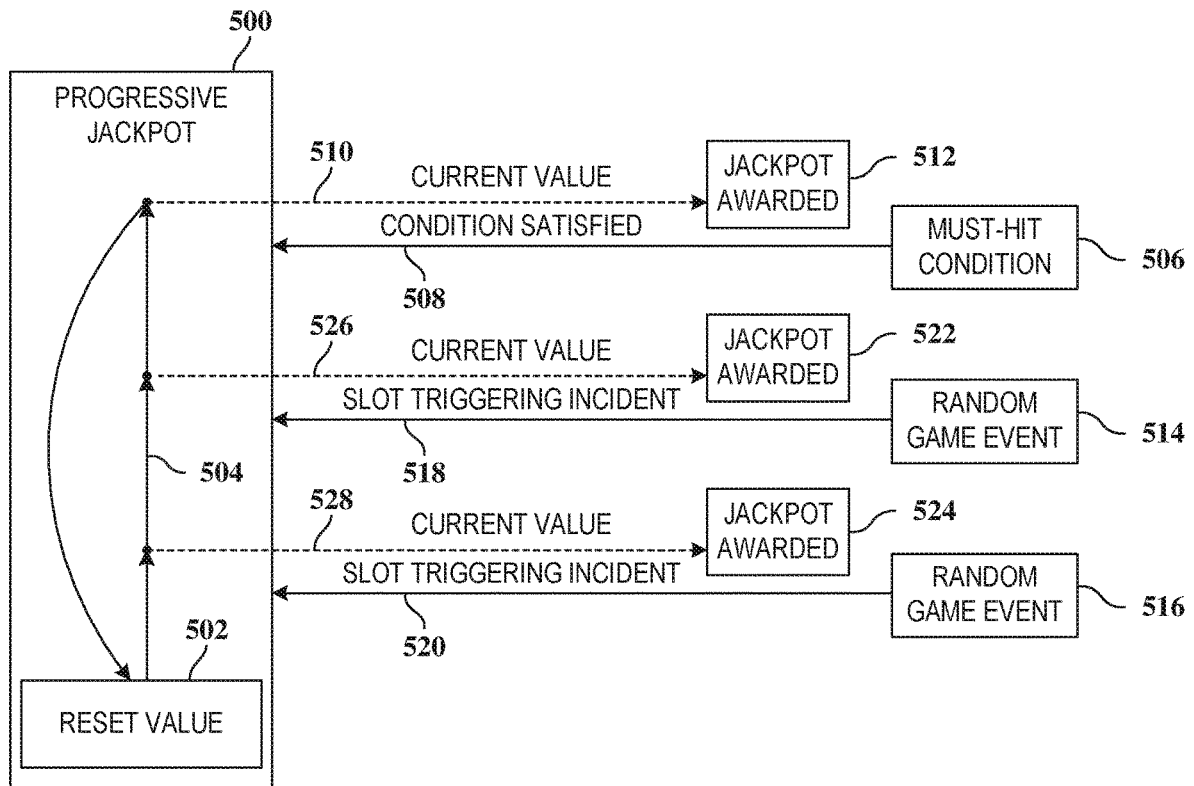 500
PROGRESSIVE
JACKPOT
510
CURRENT VALUE
JACKPOT
AWARDED
512
CONDITION SATISFIED
508
MUST-HIT
CONDITION
506
526
CURRENT VALUE
JACKPOT
AWARDED
522
SLOT TRIGGERING INCIDENT
518
RANDOM
GAME EVENT
514
504
528
CURRENT VALUE
JACKPOT
AWARDED
524
SLOT TRIGGERING INCIDENT
520
RANDOM
GAME EVENT
516
502
RESET VALUE